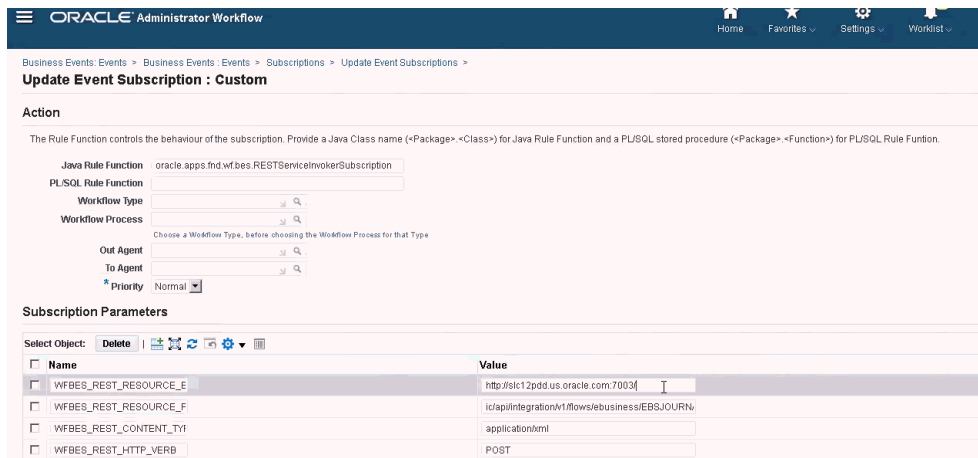 ORACLE Administrator Workflow
Home Favorites Settings Worklist
Business Events: Events > Business Events : Events > Subscriptions > Update Event Subscriptions >
Update Event Subscription : Custom
Action
The Rule Function controls the behaviour of the subscription. Provide a Java Class name (<Package>.<Class>) for Java Rule Function and a PL/SQL stored procedure (<Package>.<Function>) for PL/SQL Rule Funtion.
Java Rule Function oracle.apps.fnd.wf.bes.RESTServiceInvokerSubscription
PL/SQL Rule Function
Workflow Type
Workflow Process
Choose a Workflow Type, before choosing the Workflow Process for that Type
Out Agent
To Agent
* Priority Normal
Subscription Parameters
Select Object: Delete |
Name Value
WFBES_REST_RESOURCE_E http://slc12pdd.us.oracle.com:7003/
WFBES_REST_RESOURCE_F ic/api/integration/v1/flows/ebusiness/EBSJOURN
WFBES_REST_CONTENT_TYF application/xml
WFBES_REST_HTTP_VERB POST